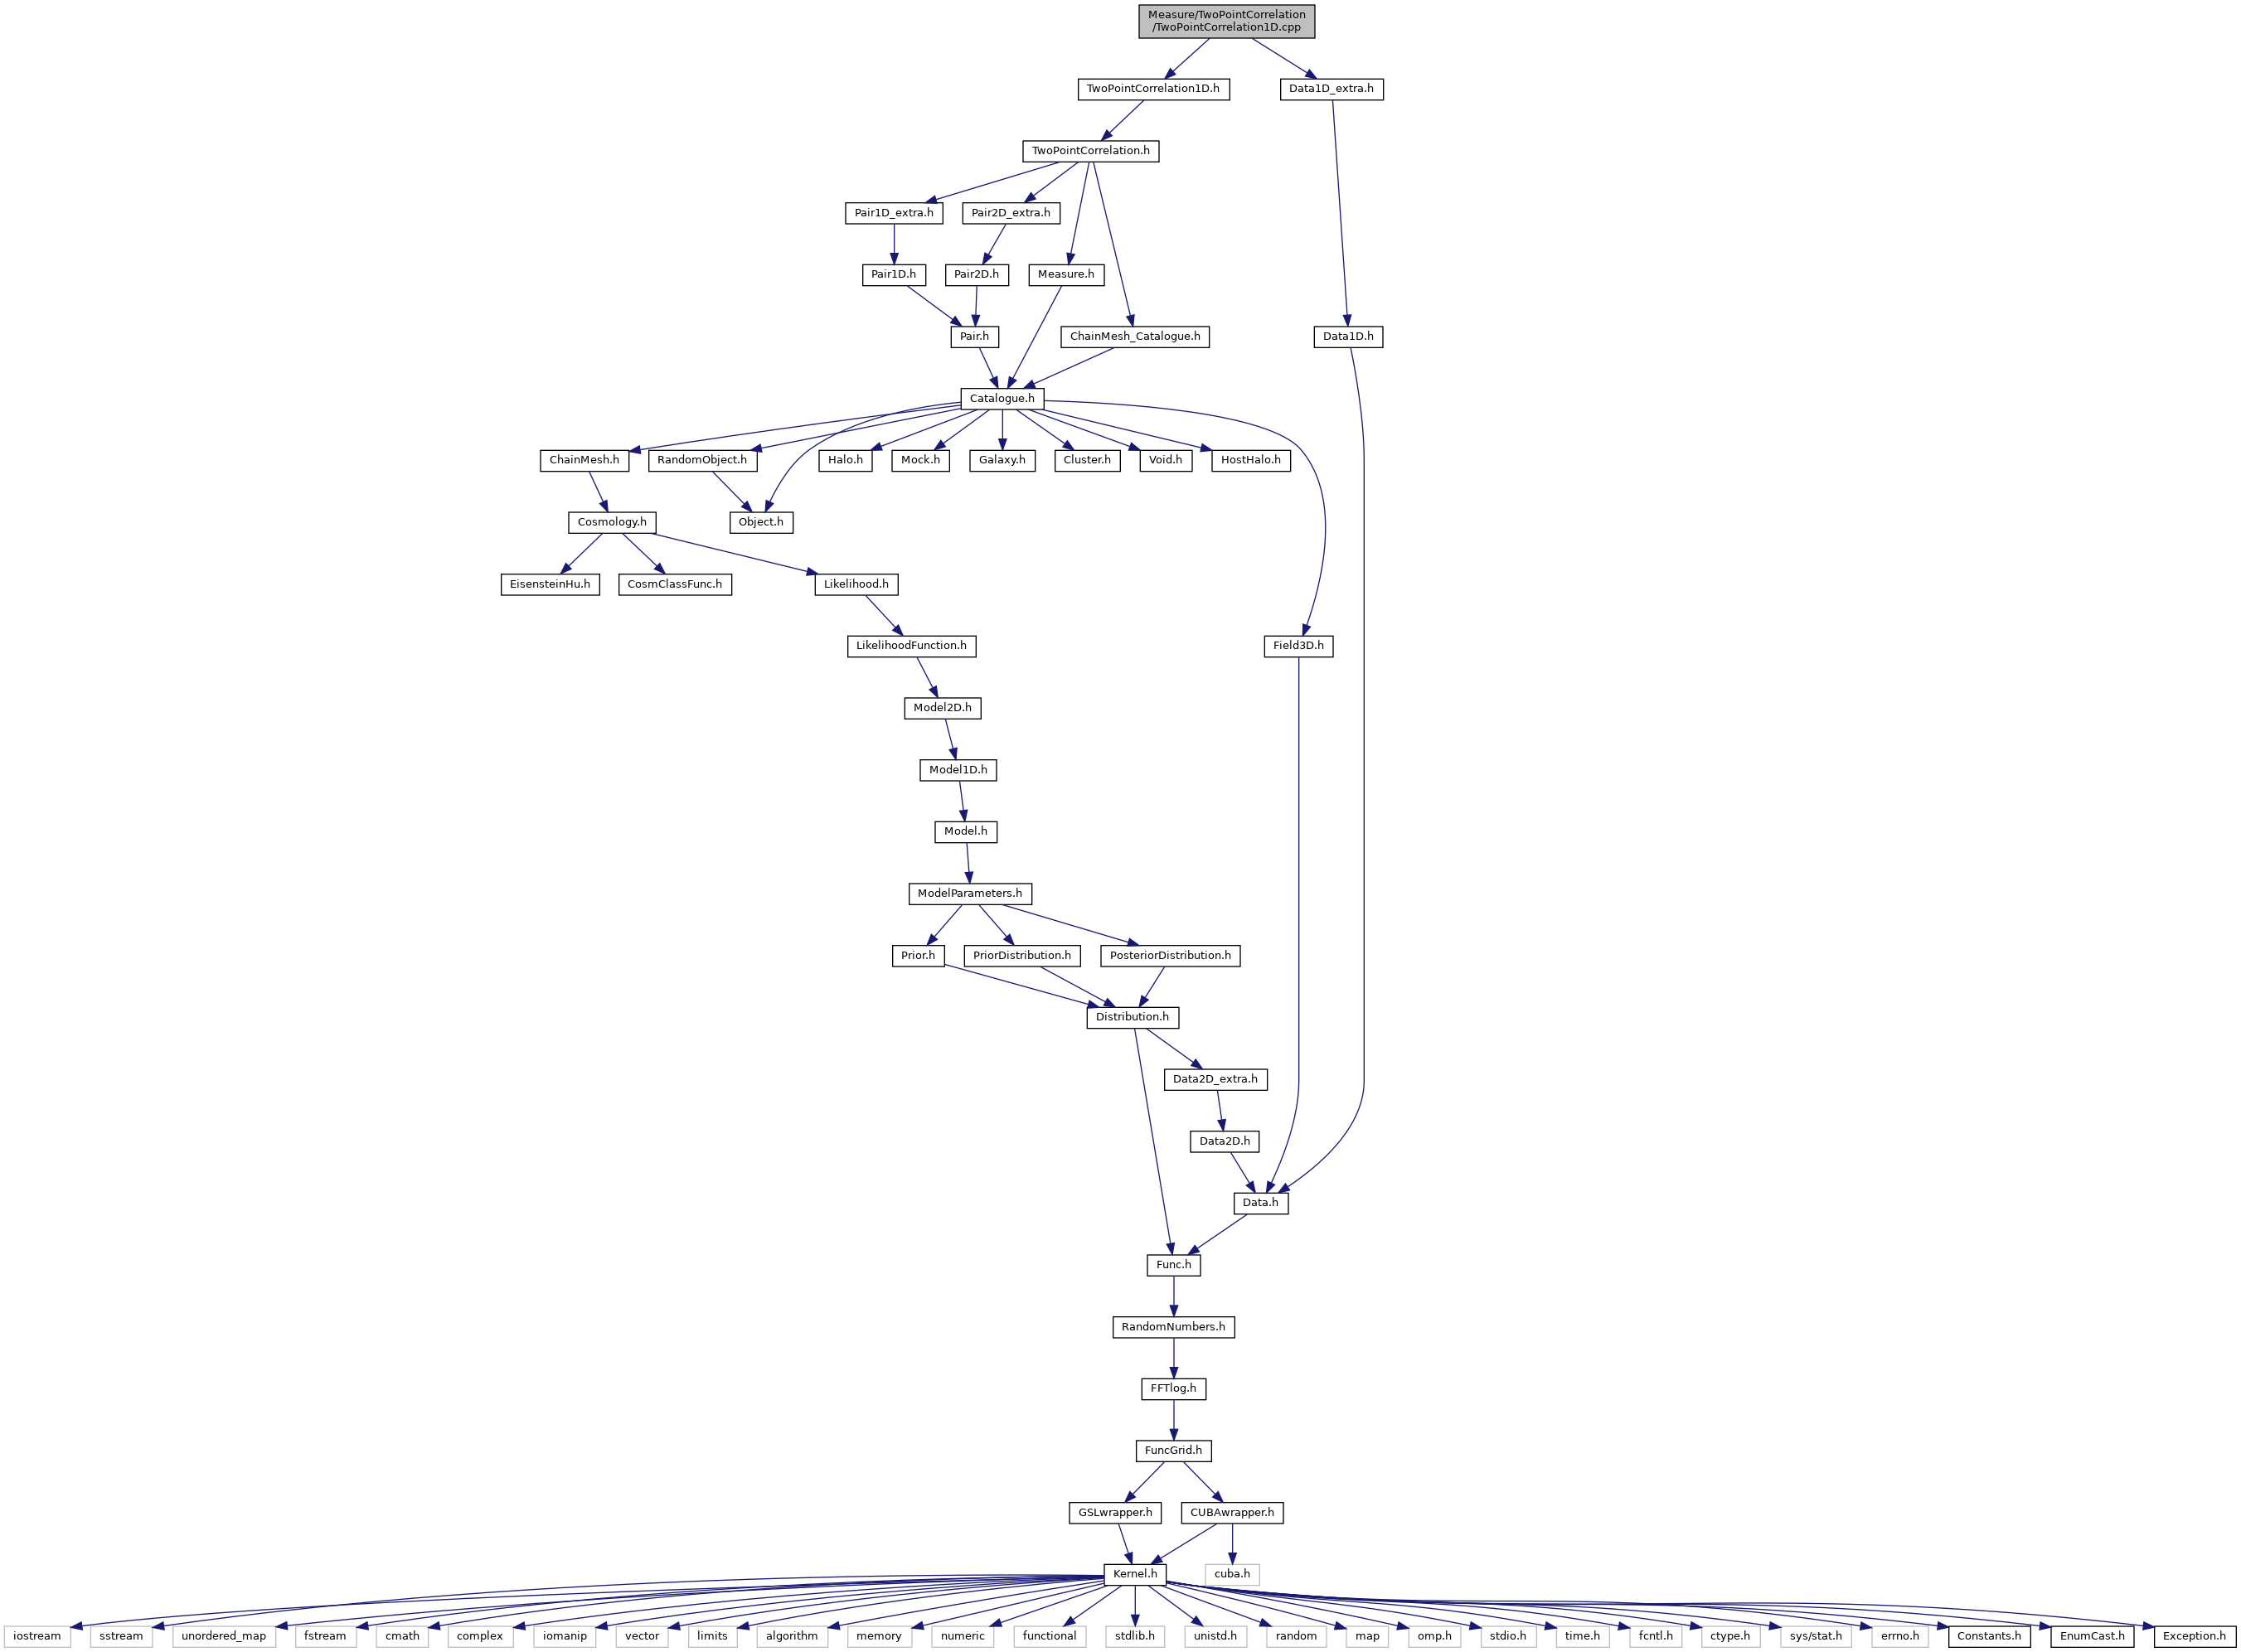 Measure/TwoPointCorrelation
/TwoPointCorrelation1D.cpp
TwoPointCorrelation1D.h
Data1D_extra.h
TwoPointCorrelation.h
Pair1D_extra.h
Pair2D_extra.h
Pair1D.h
Pair2D.h
Measure.h
Pair.h
ChainMesh_Catalogue.h
Data1D.h
Catalogue.h
ChainMesh.h
RandomObject.h
Halo.h
Mock.h
Galaxy.h
Cluster.h
Void.h
HostHalo.h
Cosmology.h
Object.h
EisensteinHu.h
CosmClassFunc.h
Likelihood.h
LikelihoodFunction.h
Field3D.h
Model2D.h
Model1D.h
Model.h
ModelParameters.h
Prior.h
PriorDistribution.h
PosteriorDistribution.h
Distribution.h
Data2D_extra.h
Data2D.h
Data.h
Func.h
RandomNumbers.h
FFTlog.h
FuncGrid.h
GSLwrapper.h
CUBAwrapper.h
Kernel.h
cuba.h
iostream
sstream
unordered_map
fstream
cmath
complex
iomanip
vector
limits
algorithm
memory
numeric
functional
stdlib.h
unistd.h
random
map
omp.h
stdio.h
time.h
fcntl.h
ctype.h
sys/stat.h
errno.h
Constants.h
EnumCast.h
Exception.h